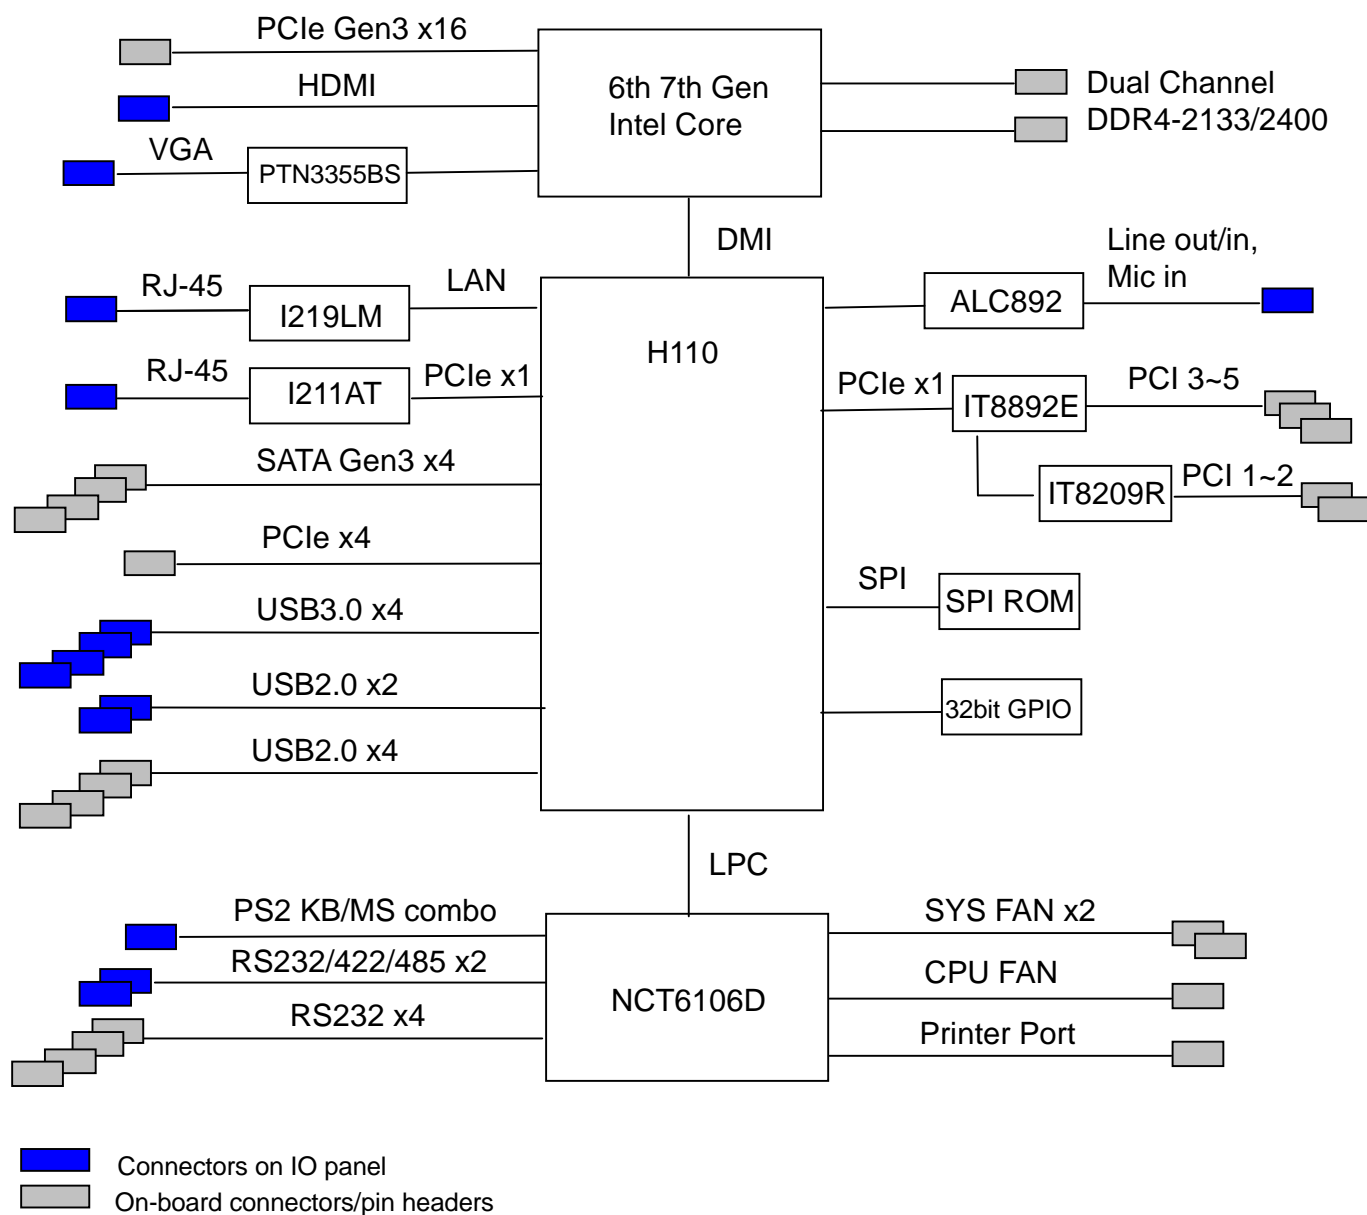 PCIe Gen3 x16
HDMI
VGA
PTN3355BS
6th 7th Gen
Intel Core
Dual Channel
DDR4-2133/2400
DMI
RJ-45
I219LM
LAN
RJ-45
I211AT
PCIe x1
SATA Gen3 x4
PCIe x4
USB3.0 x4
USB2.0 x2
USB2.0 x4
H110
ALC892
Line out/in,
Mic in
PCIe x1
IT8892E
PCI 3~5
IT8209R
PCI 1~2
SPI
SPI ROM
32bit GPIO
LPC
PS2 KB/MS combo
RS232/422/485 x2
RS232 x4
NCT6106D
SYS FAN x2
CPU FAN
Printer Port
Connectors on IO panel
On-board connectors/pin headers